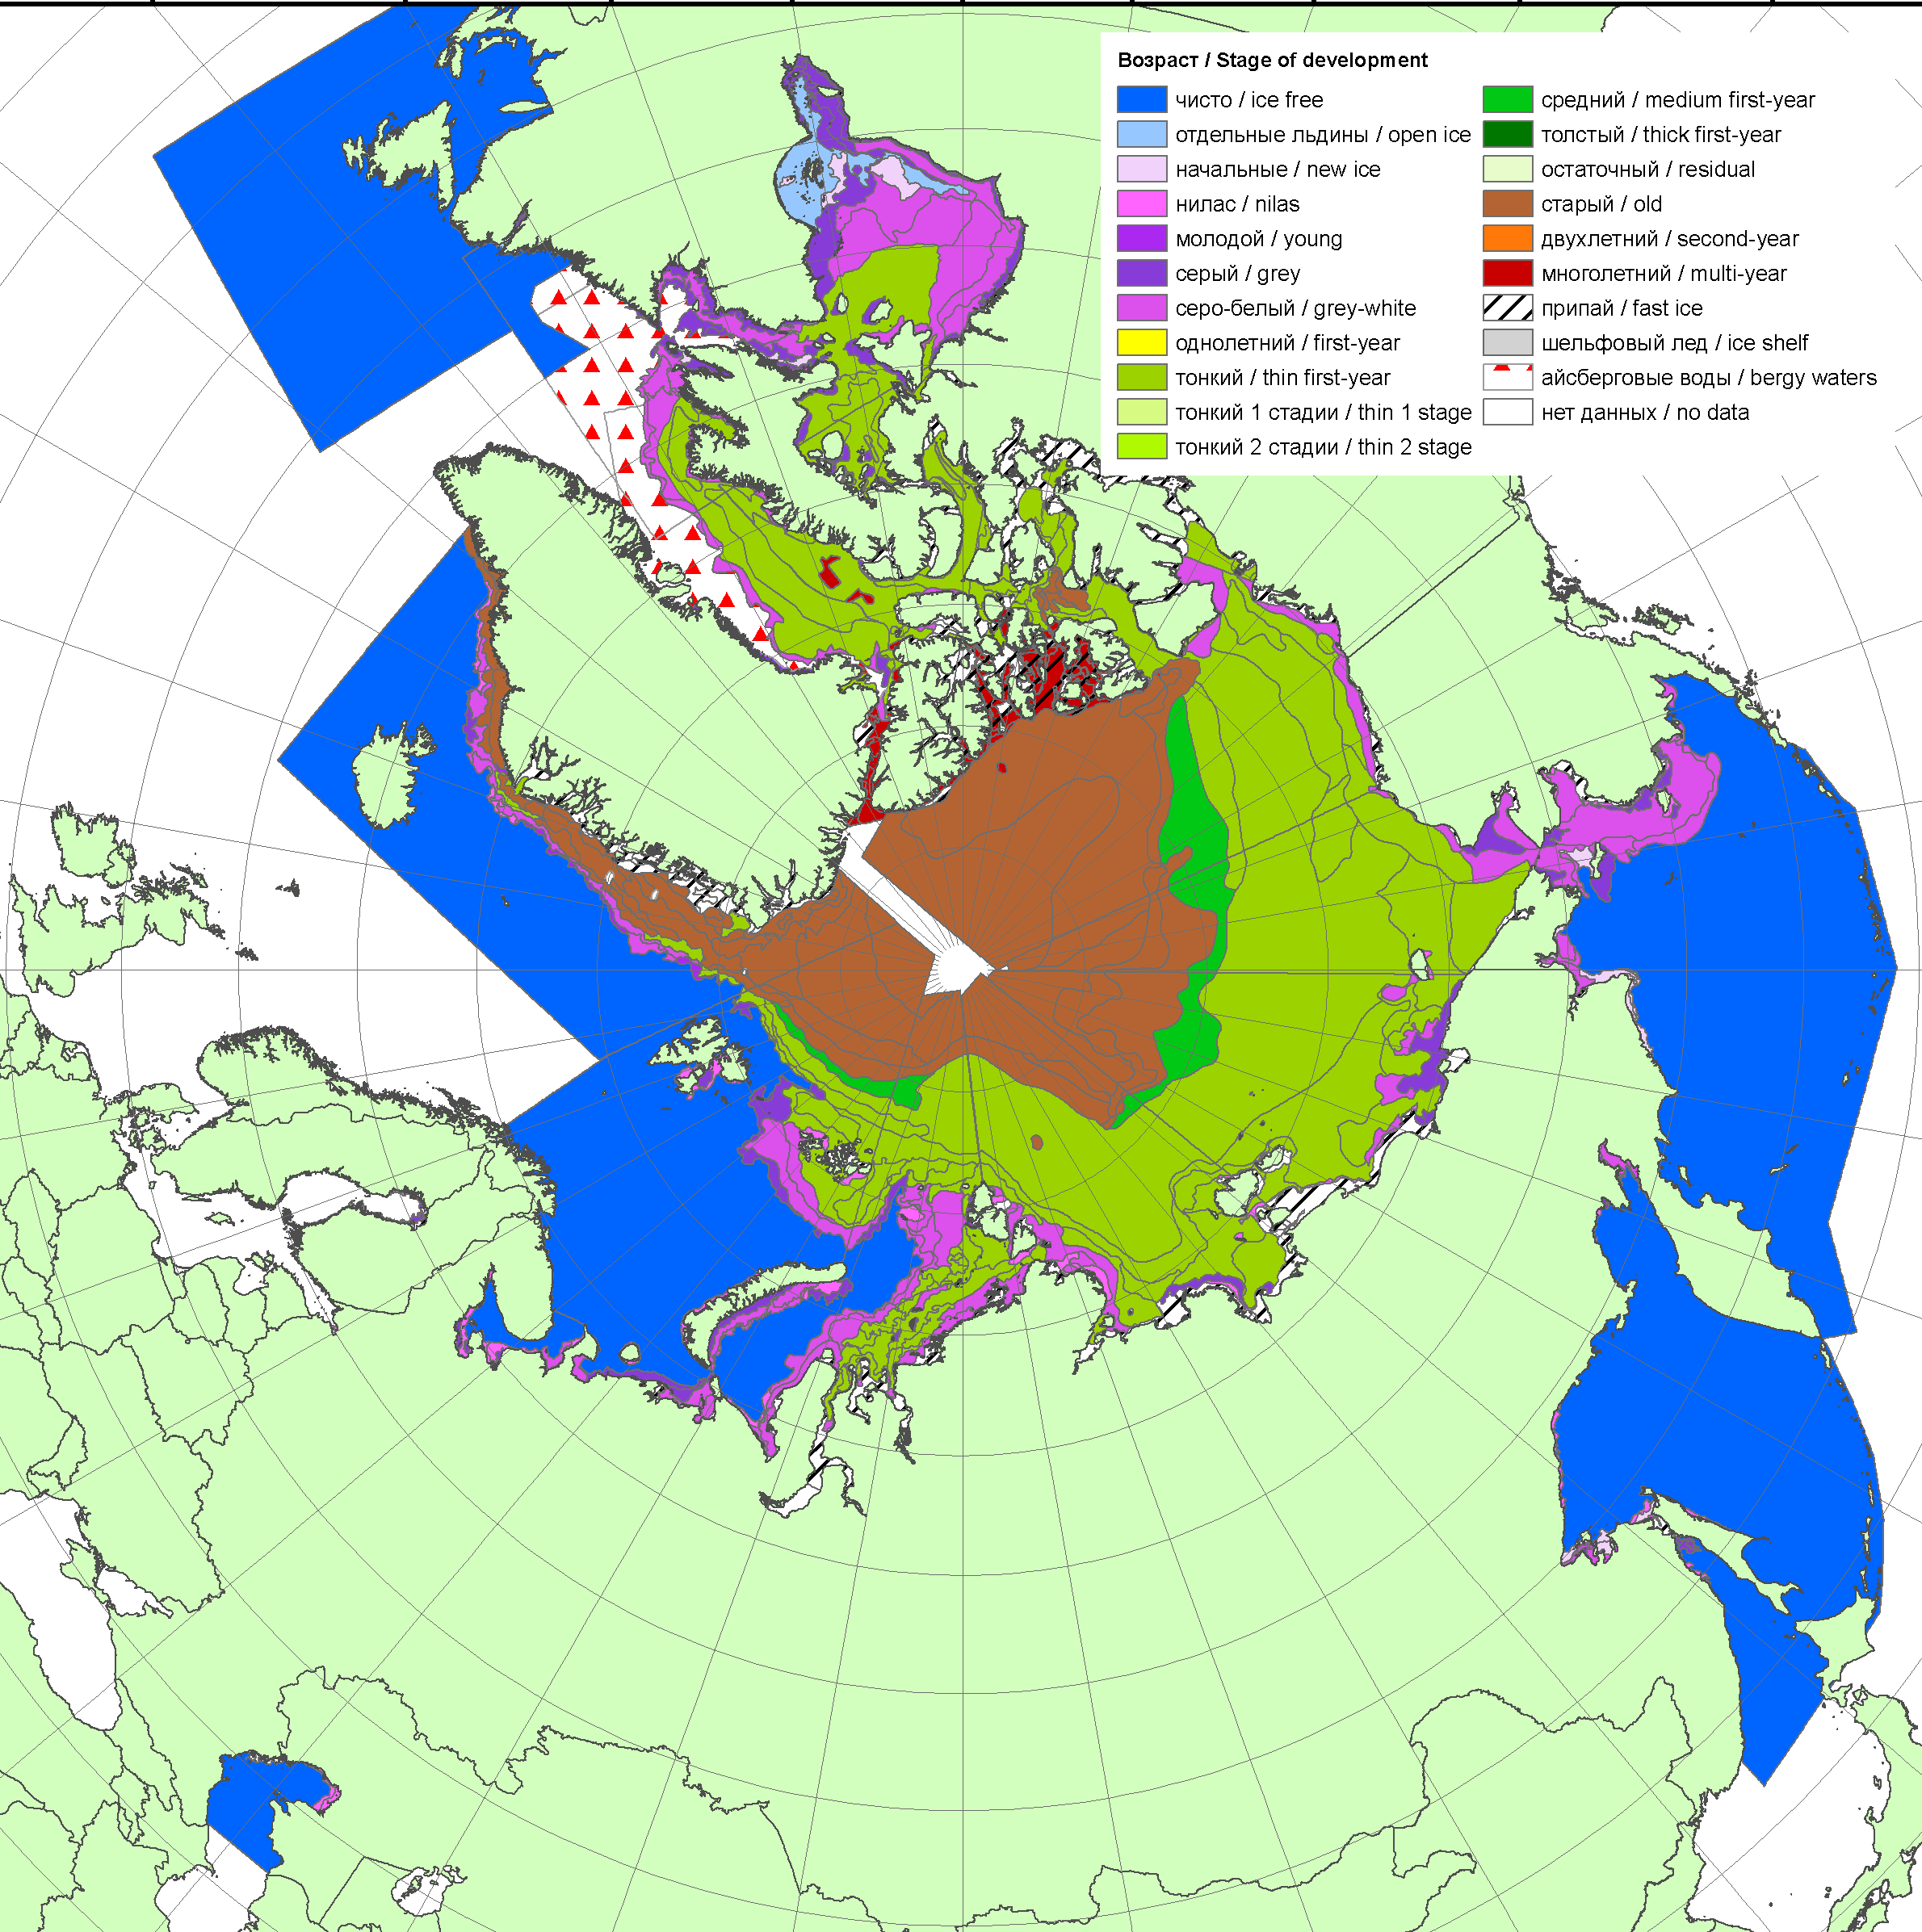 Возраст / Stage of development
чисто / ice free
отдельные льдины / open ice
начальные / new ice
нилас / nilas
молодой / young
серый / grey
серо-белый / grey-white
однолетний / first-year
тонкий / thin first-year
тонкий 1 стадии / thin 1 stage
тонкий 2 стадии / thin 2 stage
средний / medium first-year
толстый / thick first-year
остаточный / residual
старый / old
двухлетний / second-year
многолетний / multi-year
припай / fast ice
шельфовый лед / ice shelf
айсберговые воды / bergy waters
нет данных / no data